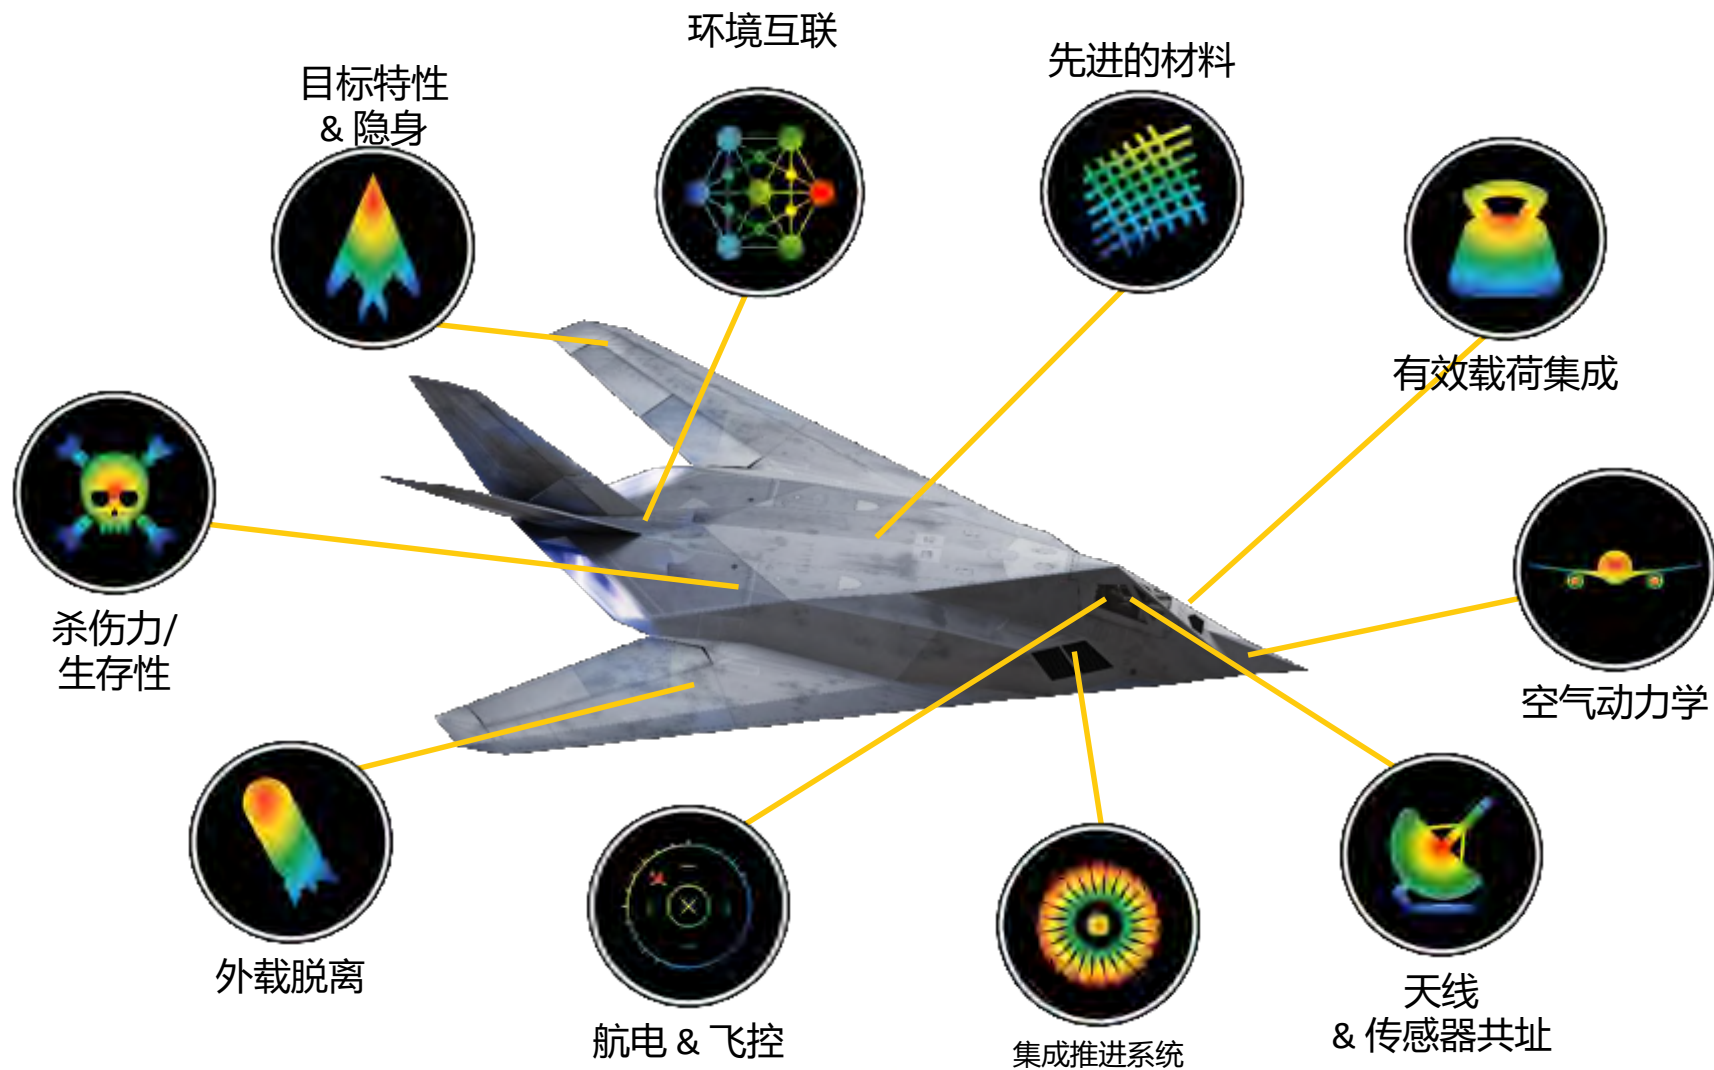 环境互联
先进的材料
目标特性
& 隐身
有效载荷集成
杀伤力/
生存性
空气动力学
外载脱离
航电 & 飞控
集成推进系统
天线
& 传感器共址